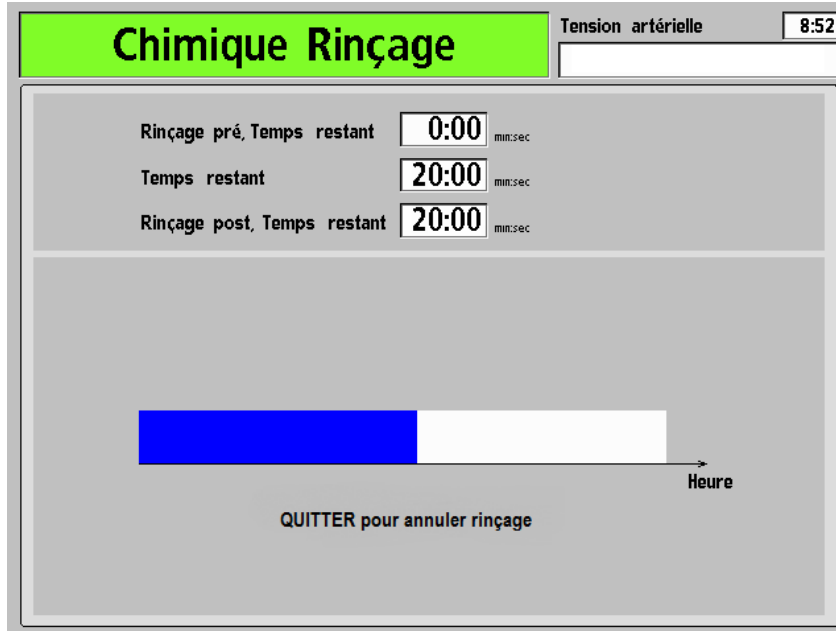 Chimique Rinçage
Tension artérielle
8:52
Rinçage pré, Temps restant 0:00 min:sec
Temps restant 20:00 min:sec
Rinçage post, Temps restant 20:00 min:sec
Heure
QUITTER pour annuler rinçage